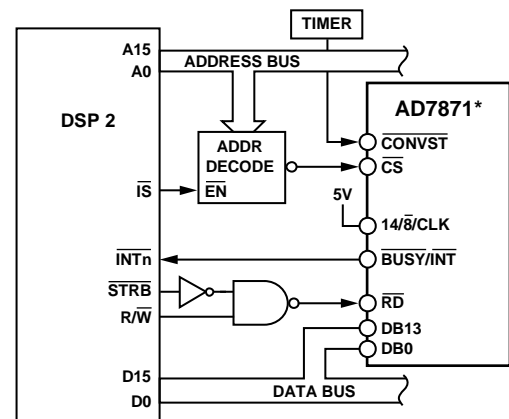 TIMER
A15
A0
ADDRESS BUS
DSP 2
AD7871*
ADDR
DECODE
EN
IS
CONVST
CS
5V
14/8/CLK
INTn
BUSY/INT
STRB
R/W
RD
DB13
DB0
D15
D0
DATA BUS